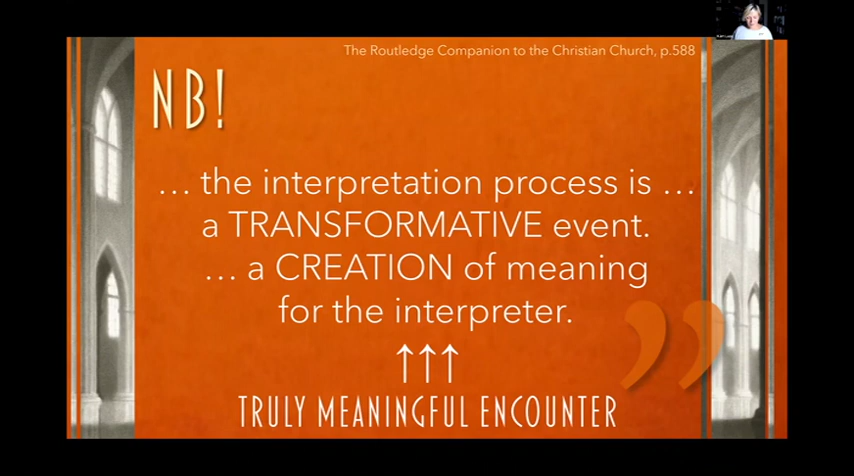 The Routledge Companion to the Christian Church, p.588
NB!
… the interpretation process is …
a TRANSFORMATIVE event.
… a CREATION of meaning
for the interpreter.
↑↑↑
TRULY MEANINGFUL ENCOUNTER
”